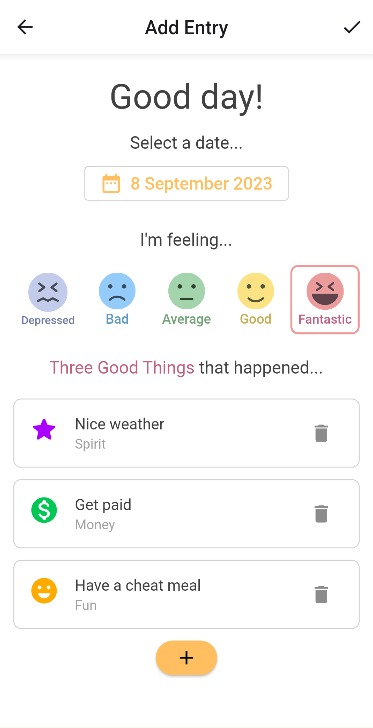 Add Entry
Good day!
Select a date...
8 September 2023
I'm feeling...
Depressed Bad Average Good Fantastic
Three Good Things that happened...
Nice weather
Spirit
Get paid
Money
Have a cheat meal
Fun